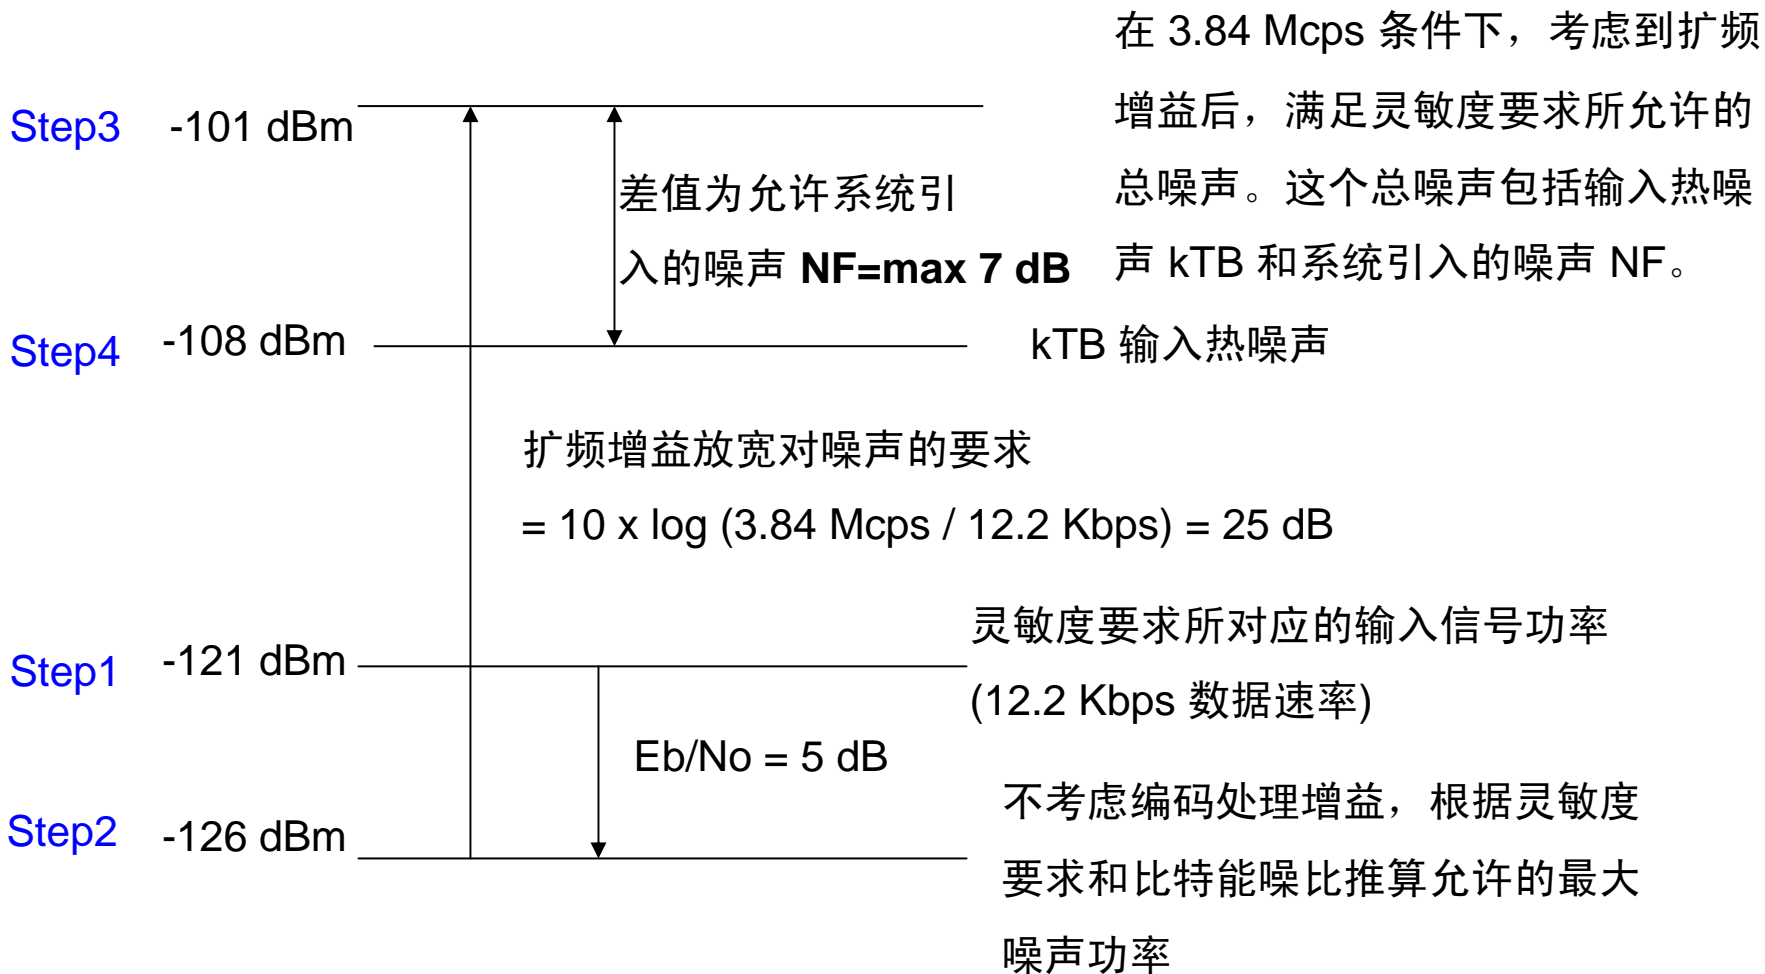 在 3.84 Mcps 条件下，考虑到扩频
增益后，满足灵敏度要求所允许的
总噪声。这个总噪声包括输入热噪
声 kTB 和系统引入的噪声 NF。
Step3 -101 dBm
差值为允许系统引
入的噪声 NF=max 7 dB
Step4 -108 dBm
kTB 输入热噪声
扩频增益放宽对噪声的要求
= 10 x log (3.84 Mcps / 12.2 Kbps) = 25 dB
Step1 -121 dBm
灵敏度要求所对应的输入信号功率
(12.2 Kbps 数据速率)
Eb/No = 5 dB
Step2 -126 dBm
不考虑编码处理增益，根据灵敏度
要求和比特能噪比推算允许的最大
噪声功率